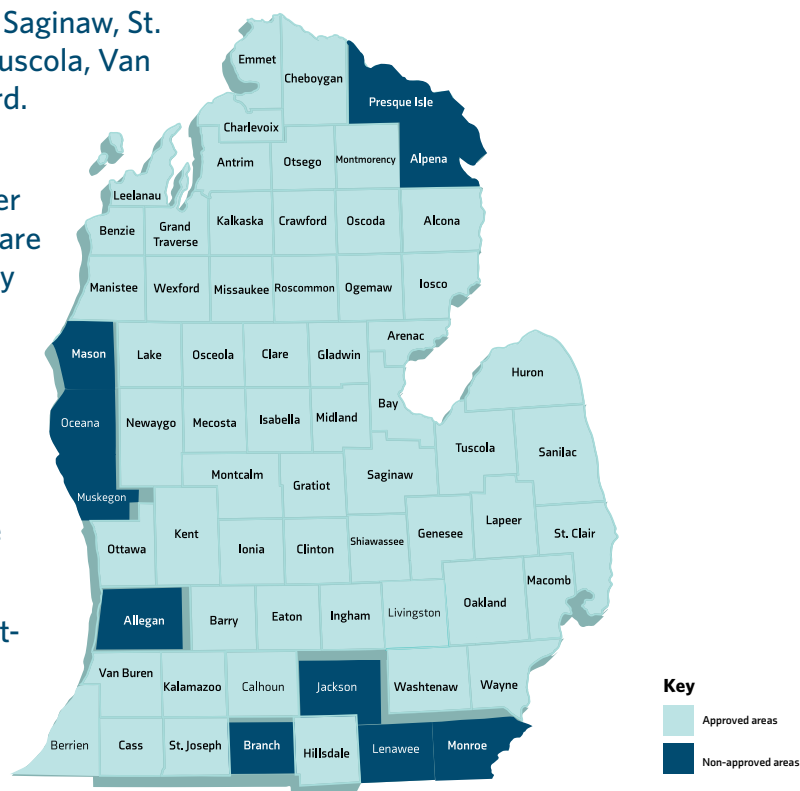 Saginaw, St.
uscola, Van
rd.
er
are
y
t-
Emmet
Cheboygan
Presque Isle
Charlevoix
Alpena
Antrim
Otsego
Montmorency
Leelanau
Benzie
Grand
Traverse
Kalkaska
Crawford
Oscoda
Alcona
Manistee
Wexford
Missaukee
Roscommon
Ogemaw
Iosco
Arenac
Mason
Lake
Osceola
Clare
Gladwin
Huron
Bay
Oceana
Newaygo
Mecosta
Isabella
Midland
Tuscola
Sanilac
Montcalm
Gratiot
Saginaw
Muskegon
Ottawa
Kent
Ionia
Clinton
Shiawassee
Genesee
Lapeer
St. Clair
Macomb
Allegan
Barry
Eaton
Ingham
Livingston
Oakland
Van Buren
Kalamazoo
Calhoun
Jackson
Washtenaw
Wayne
Berrien
Cass
St. Joseph
Branch
Hillsdale
Lenawee
Monroe
Key
Approved areas
Non-approved areas